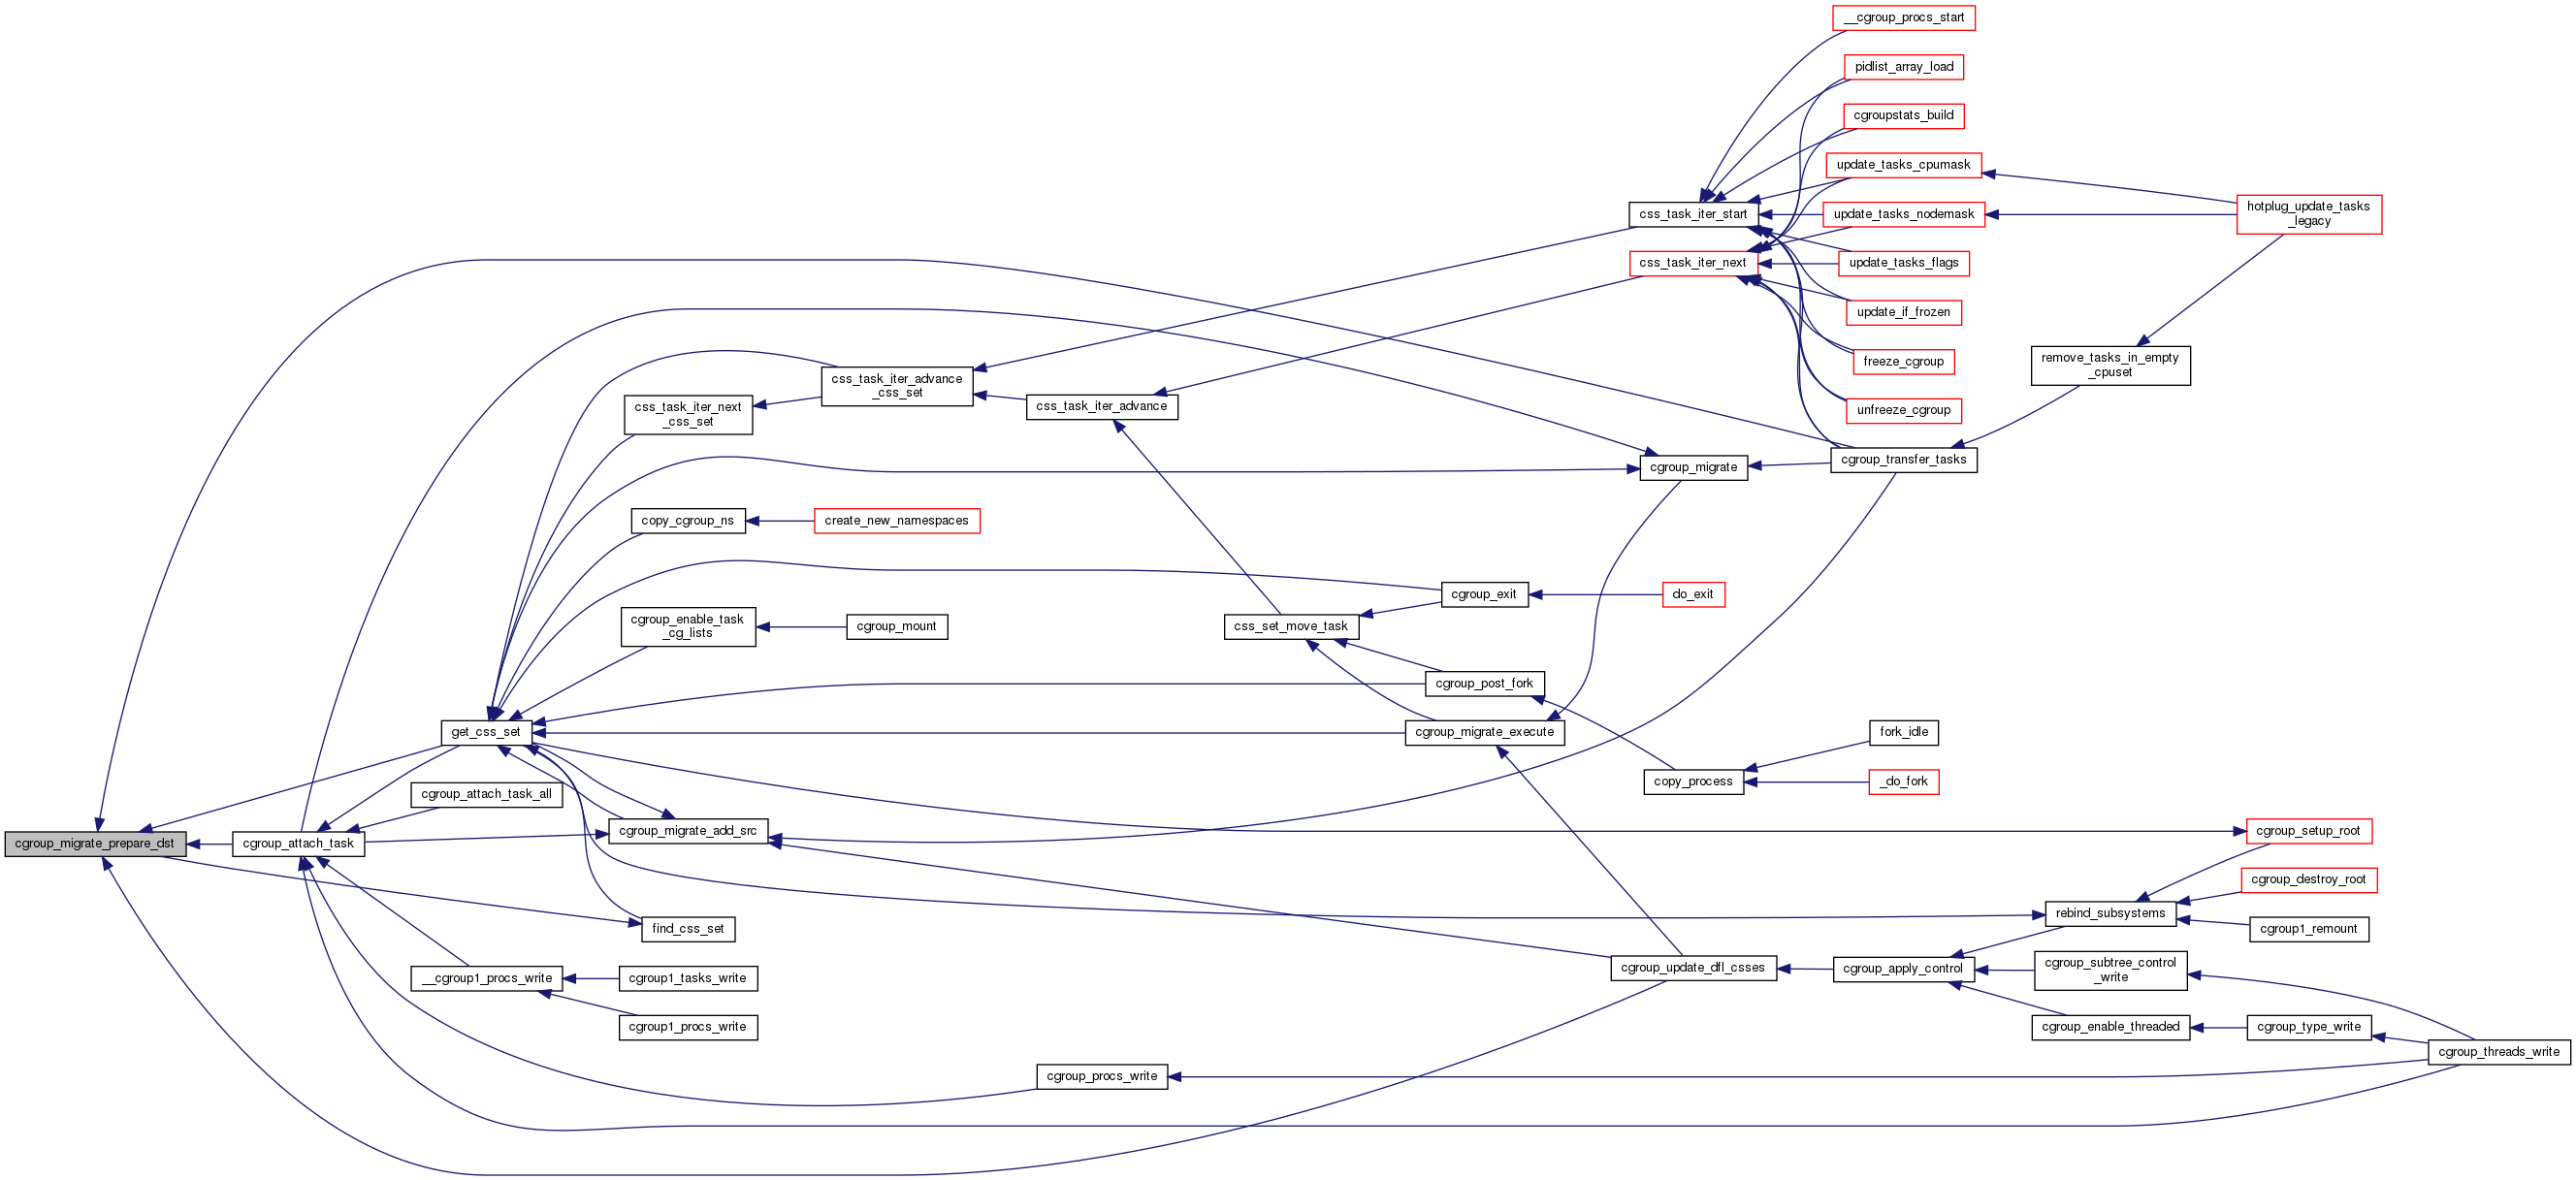 __cgroup_procs_start
pidlist_array_load
cgroupstats_build
update_tasks_cpumask
css_task_iter_start
update_tasks_nodemask
hotplug_update_tasks
_legacy
css_task_iter_next
update_tasks_flags
update_if_frozen
freeze_cgroup
remove_tasks_in_empty
_cpuset
css_task_iter_advance
_css_set
css_task_iter_next
_css_set
css_task_iter_advance
unfreeze_cgroup
cgroup_migrate
cgroup_transfer_tasks
copy_cgroup_ns
create_new_namespaces
cgroup_exit
do_exit
cgroup_enable_task
_cg_lists
cgroup_mount
css_set_move_task
cgroup_post_fork
get_css_set
cgroup_migrate_execute
fork_idle
copy_process
_do_fork
cgroup_attach_task_all
cgroup_migrate_prepare_dst
cgroup_attach_task
cgroup_migrate_add_src
cgroup_setup_root
cgroup_destroy_root
find_css_set
rebind_subsystems
cgroup1_remount
__cgroup1_procs_write
cgroup1_tasks_write
cgroup_update_dfl_csses
cgroup_apply_control
cgroup_subtree_control
_write
cgroup1_procs_write
cgroup_enable_threaded
cgroup_type_write
cgroup_threads_write
cgroup_procs_write